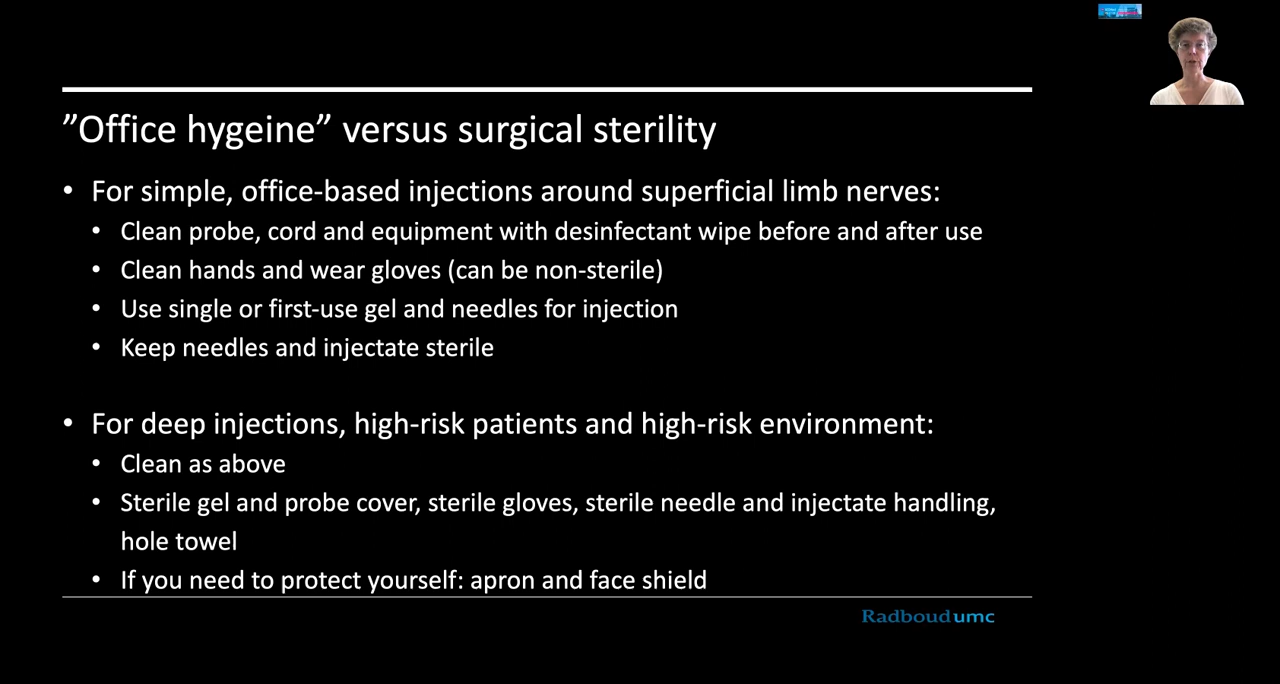 ”Office hygeine” versus surgical sterility
• For simple, office-based injections around superficial limb nerves:
• Clean probe, cord and equipment with desinfectant wipe before and after use
• Clean hands and wear gloves (can be non-sterile)
• Use single or first-use gel and needles for injection
• Keep needles and injectate sterile
• For deep injections, high-risk patients and high-risk environment:
• Clean as above
• Sterile gel and probe cover, sterile gloves, sterile needle and injectate handling,
hole towel
• If you need to protect yourself: apron and face shield
Radboudumc